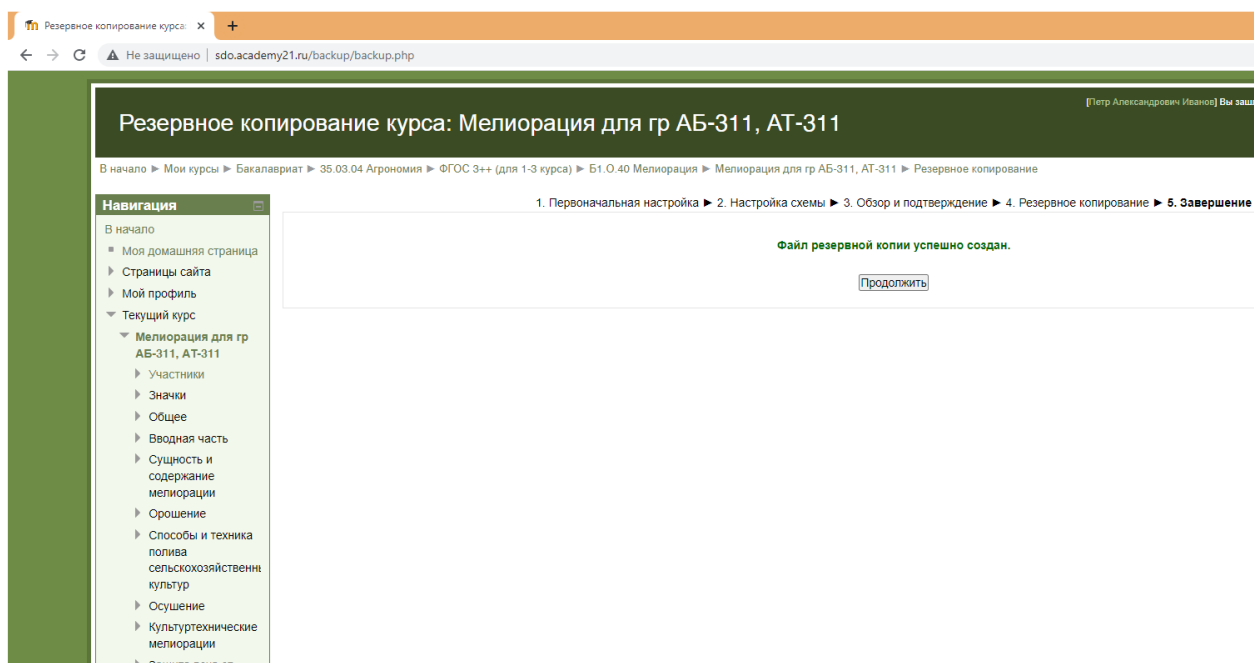 Резервное копирование курса:
Не защищено | sdo.academy21.ru/backup/backup.php
[Петр Александрович Иванов] Вы
Резервное копирование курса: Мелиорация для гр АБ-311, АТ-311
В начало ► Мои курсы ► Бакалавриат ► 35.03.04 Агрономия ► ФГОС 3++ (для 1-3 курса) ► Б1.О.40 Мелиорация ► Мелиорация для гр АБ-311, АТ-311 ► Резервное копирование
Навигация
В начало
Моя домашняя страница
Страницы сайта
Мой профиль
Текущий курс
Мелиорация для гр
АБ-311, АТ-311
Участники
Значки
Общее
Вводная часть
Сущность и
содержание
мелиорации
Орошение
Способы и техника
полива
сельскохозяйственн
культур
Осушение
Культуртехнические
мелиорации
1. Первоначальная настройка ► 2. Настройка схемы ► 3. Обзор и подтверждение ► 4. Резервное копирование ► 5. Завершение
Файл резервной копии успешно создан.
Продолжить